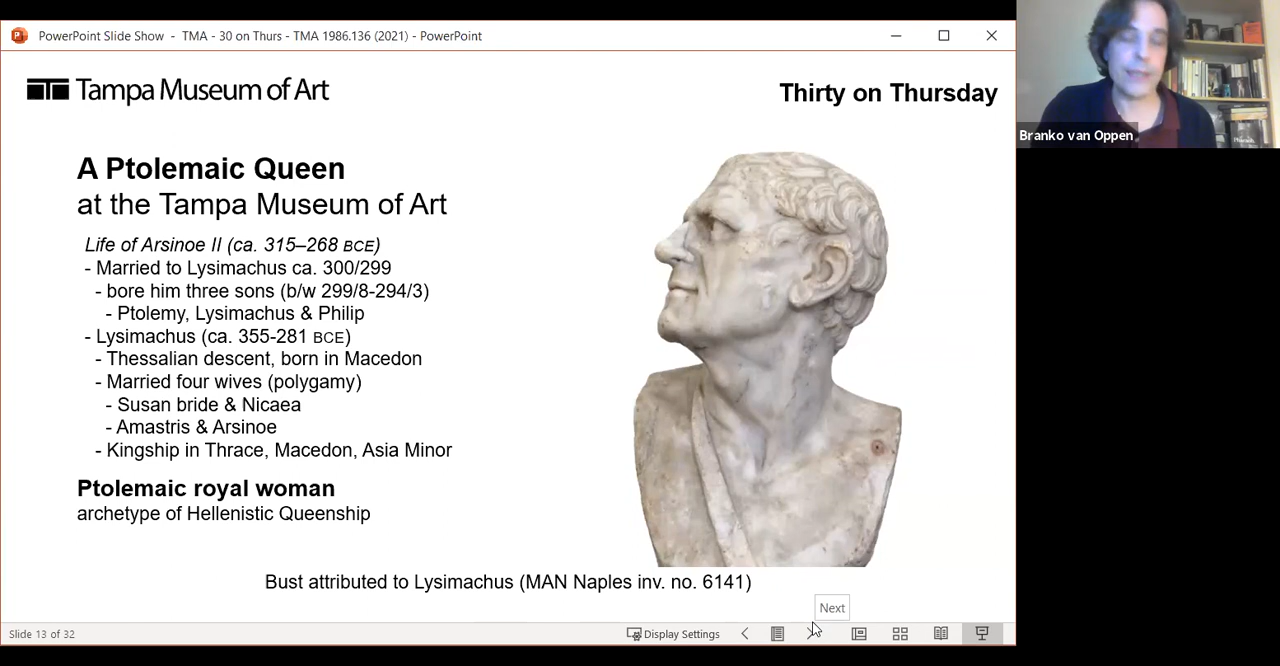 PowerPoint Slide Show - TMA - 30 on Thurs - TMA 1986.136 (2021) - PowerPoint
Tampa Museum of Art
Thirty on Thursday
A Ptolemaic Queen
at the Tampa Museum of Art
Life of Arsinoe II (ca. 315–268 BCE)
- Married to Lysimachus ca. 300/299
- bore him three sons (b/w 299/8-294/3)
- Ptolemy, Lysimachus & Philip
- Lysimachus (ca. 355-281 BCE)
- Thessalian descent, born in Macedon
- Married four wives (polygamy)
- Susan bride & Nicaea
- Amastris & Arsinoe
- Kingship in Thrace, Macedon, Asia Minor
Ptolemaic royal woman
archetype of Hellenistic Queenship
Bust attributed to Lysimachus (MAN Naples inv. no. 6141)
Next
Slide 13 of 32
Display Settings
Branko van Oppen